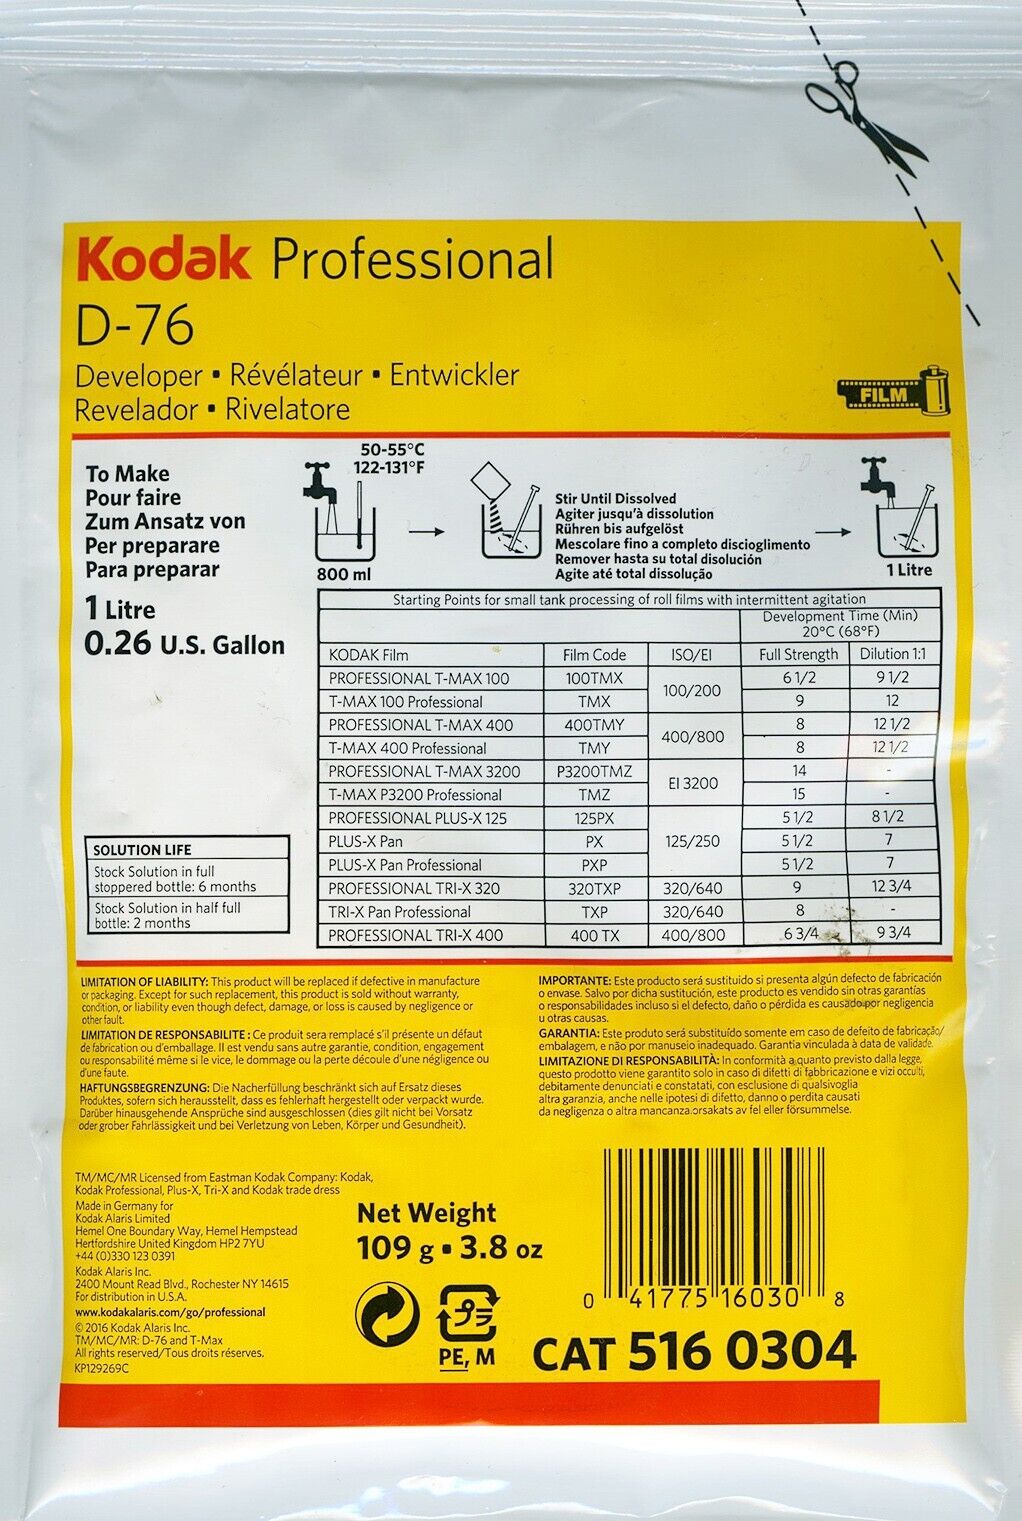 Kodak Professional
D-76
Developer ▪ Révélateur ▪ Entwickler
Revelador ▪ Rivelatore
FILM
To Make
Pour faire
Zum Ansatz von
Per preparare
Para preparar
1 Litre
0.26 U.S. Gallon
50-55°C
122-131°F
800 ml
Stir Until Dissolved
Agiter jusqu'à dissolution
Rühren bis aufgelöst
Mescolare fino a completo discioglimento
Remover hasta su total disolución
Agite até total dissolução
1 Litre
Starting Points for small tank processing of roll films with intermittent agitation
Development Time (Min)
20°C (68°F)
KODAK Film Film Code ISO/EI Full Strength Dilution 1:1
PROFESSIONAL T-MAX 100 100TMX 100/200 6 1/2 9 1/2
T-MAX 100 Professional TMX 9 12
PROFESSIONAL T-MAX 400 400TMY 400/800 8 12 1/2
T-MAX 400 Professional TMY 8 12 1/2
PROFESSIONAL T-MAX 3200 P3200TMZ EI 3200 14 -
T-MAX P3200 Professional TMZ 15 -
PROFESSIONAL PLUS-X 125 125PX 125/250 5 1/2 8 1/2
PLUS-X Pan PX 5 1/2 7
PLUS-X Pan Professional PXP 5 1/2 7
PROFESSIONAL TRI-X 320 320TXP 320/640 9 12 3/4
TRI-X Pan Professional TXP 320/640 8 -
PROFESSIONAL TRI-X 400 400 TX 400/800 6 3/4 9 3/4
SOLUTION LIFE
Stock Solution in full
stoppered bottle: 6 months
Stock Solution in half full
bottle: 2 months
LIMITATION OF LIABILITY: This product will be replaced if defective in manufacture
or packaging. Except for such replacement, this product is sold without warranty,
condition, or liability even though defect, damage, or loss is caused by negligence or
other fault.
LIMITATION DE RESPONSABILITE : Ce produit sera remplacé s'il présente un défaut
de fabrication ou d'emballage. Il est vendu sans autre garantie, condition, engagement
ou responsabilité même si le vice, le dommage ou la perte découle d'une négligence ou
d'une faute.
HAFTUNGSBEGRENZUNG: Die Nacherfüllung beschränkt sich auf Ersatz dieses
Produktes, sofern sich herausstellt, dass es fehlerhaft hergestellt oder verpackt wurde.
Darüber hinausgehende Ansprüche sind ausgeschlossen (dies gilt nicht bei Vorsatz
oder grober Fahrlässigkeit und bei Verletzung von Leben, Körper und Gesundheit).
IMPORTANTE: Este producto será sustituido si presenta algún defecto de fabricación
o envase. Salvo por dicha sustitución, este producto es vendido sin otras garantías
o responsabilidades incluso si el defecto, daño o pérdida es causado por negligencia
u otras causas.
GARANTIA: Este produto será substituído somente em caso de defeito de fabricação/
embalagem, e não por manuseio inadequado. Garantia vinculada à data de validade.
LIMITAZIONE DI RESPONSABILITÀ: In conformità a quanto previsto dalla legge,
questo prodotto viene garantito solo in caso di difetti di fabbricazione e vizi occulti,
debitamente denunciati e constatati, con esclusione di qualsivoglia
altra garanzia, anche nelle ipotesi di difetto, danno o perdita causati
da negligenza o altra mancanza.orsakats av fel eller försummelse.
TM/MC/MR Licensed from Eastman Kodak Company: Kodak,
Kodak Professional, Plus-X, Tri-X and Kodak trade dress
Made in Germany for
Kodak Alaris Limited
Hemel One Boundary Way, Hemel Hempstead
Hertfordshire United Kingdom HP2 7YU
+44 (0)330 123 0391
Kodak Alaris Inc.
2400 Mount Read Blvd., Rochester NY 14615
For distribution in U.S.A.
www.kodakalaris.com/go/professional
© 2016 Kodak Alaris Inc.
TM/MC/MR: D-76 and T-Max
All rights reserved/Tous droits réserves.
KP129269C
Net Weight
109 g ▪ 3.8 oz
プラ
PE, M
0 41775 16030 8
CAT 516 0304